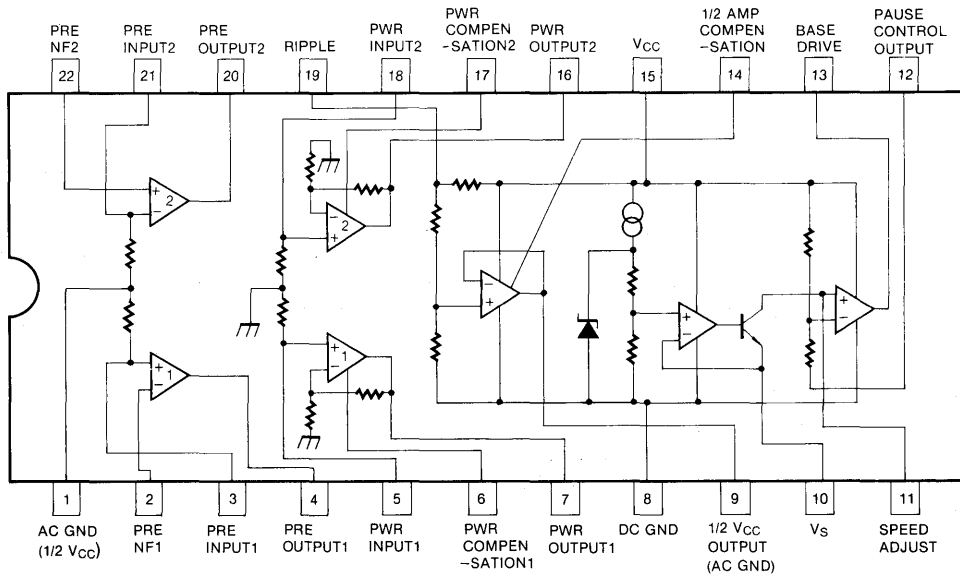 PRE NF2
PRE INPUT2
PRE OUTPUT2
RIPPLE
PWR INPUT2
PWR COMPEN -SATION2
PWR OUTPUT2
VCC
1/2 AMP COMPEN -SATION
BASE DRIVE
PAUSE CONTROL OUTPUT
22
21
20
19
18
17
16
15
14
13
12
+
-
2
-
+
2
-
+
+
-
+
-
+
-
1
+
-
1
1
2
3
4
5
6
7
8
9
10
11
AC GND (1/2 VCC)
PRE NF1
PRE INPUT1
PRE OUTPUT1
PWR INPUT1
PWR COMPEN -SATION1
PWR OUTPUT1
DC GND
1/2 VCC OUTPUT (AC GND)
VS
SPEED ADJUST